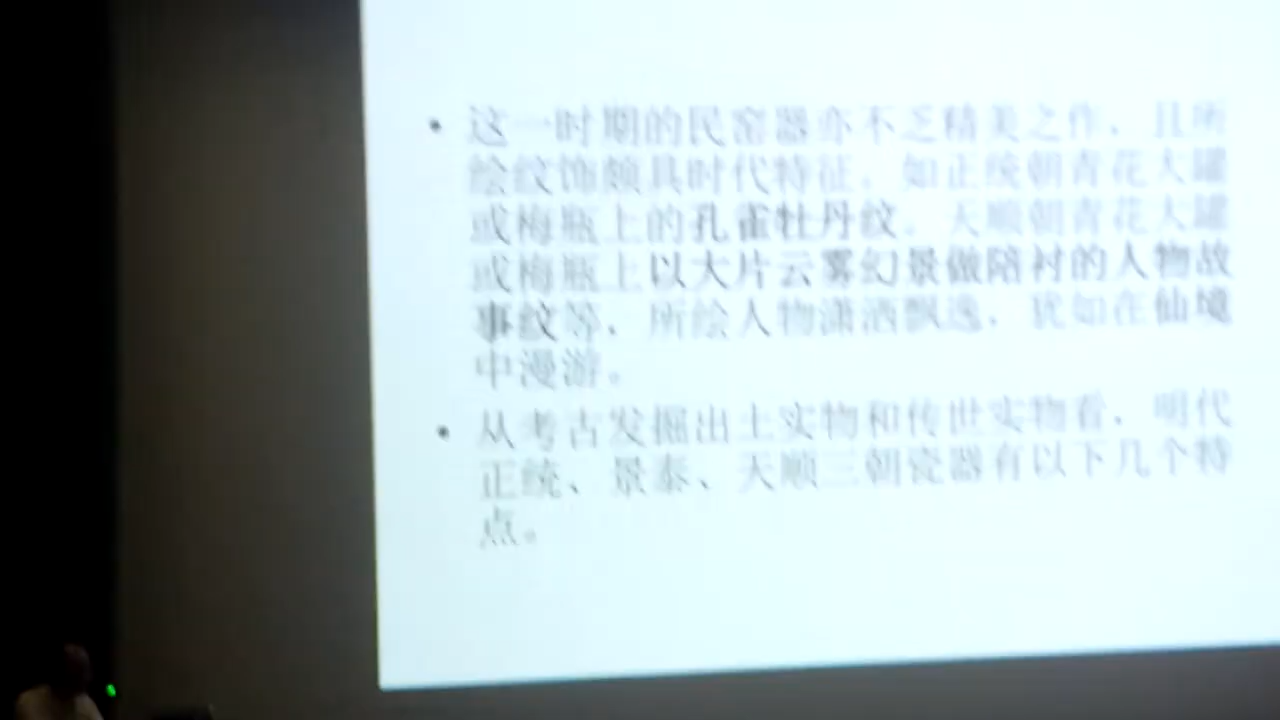 • 这一时期的民窑器亦不乏精美之作，且所
绘纹饰颇具时代特征。如正统朝青花大罐
或梅瓶上的孔雀牡丹纹。天顺朝青花大罐
或梅瓶上以大片云雾幻景做陪衬的人物故
事纹等，所绘人物潇洒飘逸，犹如在仙境
中漫游。
• 从考古发掘出土实物和传世实物看，明代
正统、景泰、天顺三朝瓷器有以下几个特
点。